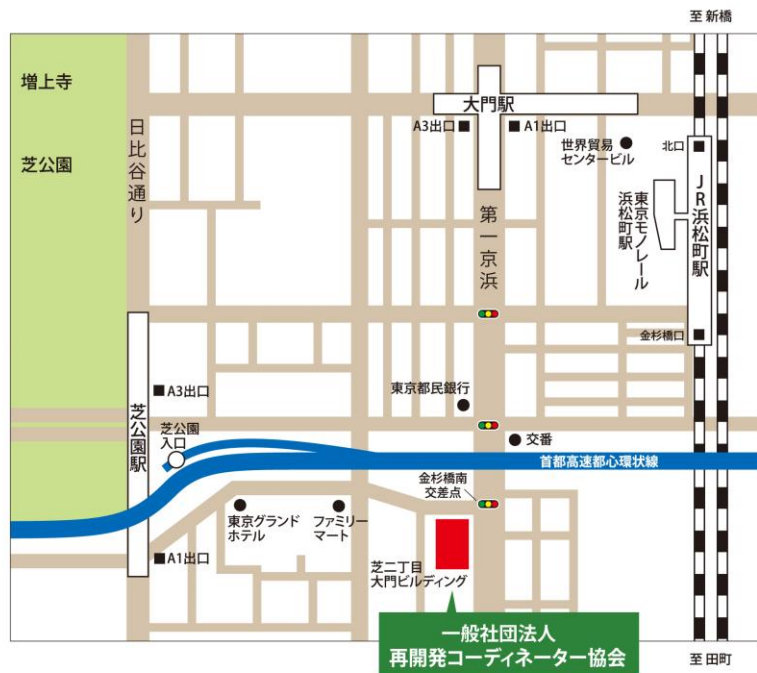 至 新橋
増上寺
芝公園
日比谷通り
大門駅
A3出口
A1出口
世界貿易
センタービル
北口
JR浜松町駅
東京モノレール
浜松町駅
第一京浜
金杉橋口
A3出口
東京都民銀行
芝公園
入口
芝公園駅
交番
首都高速都心環状線
金杉橋南
交差点
東京グランド
ホテル
ファミリー
マート
A1出口
芝二丁目
大門ビルディング
一般社団法人
再開発コーディネーター協会
至 田町